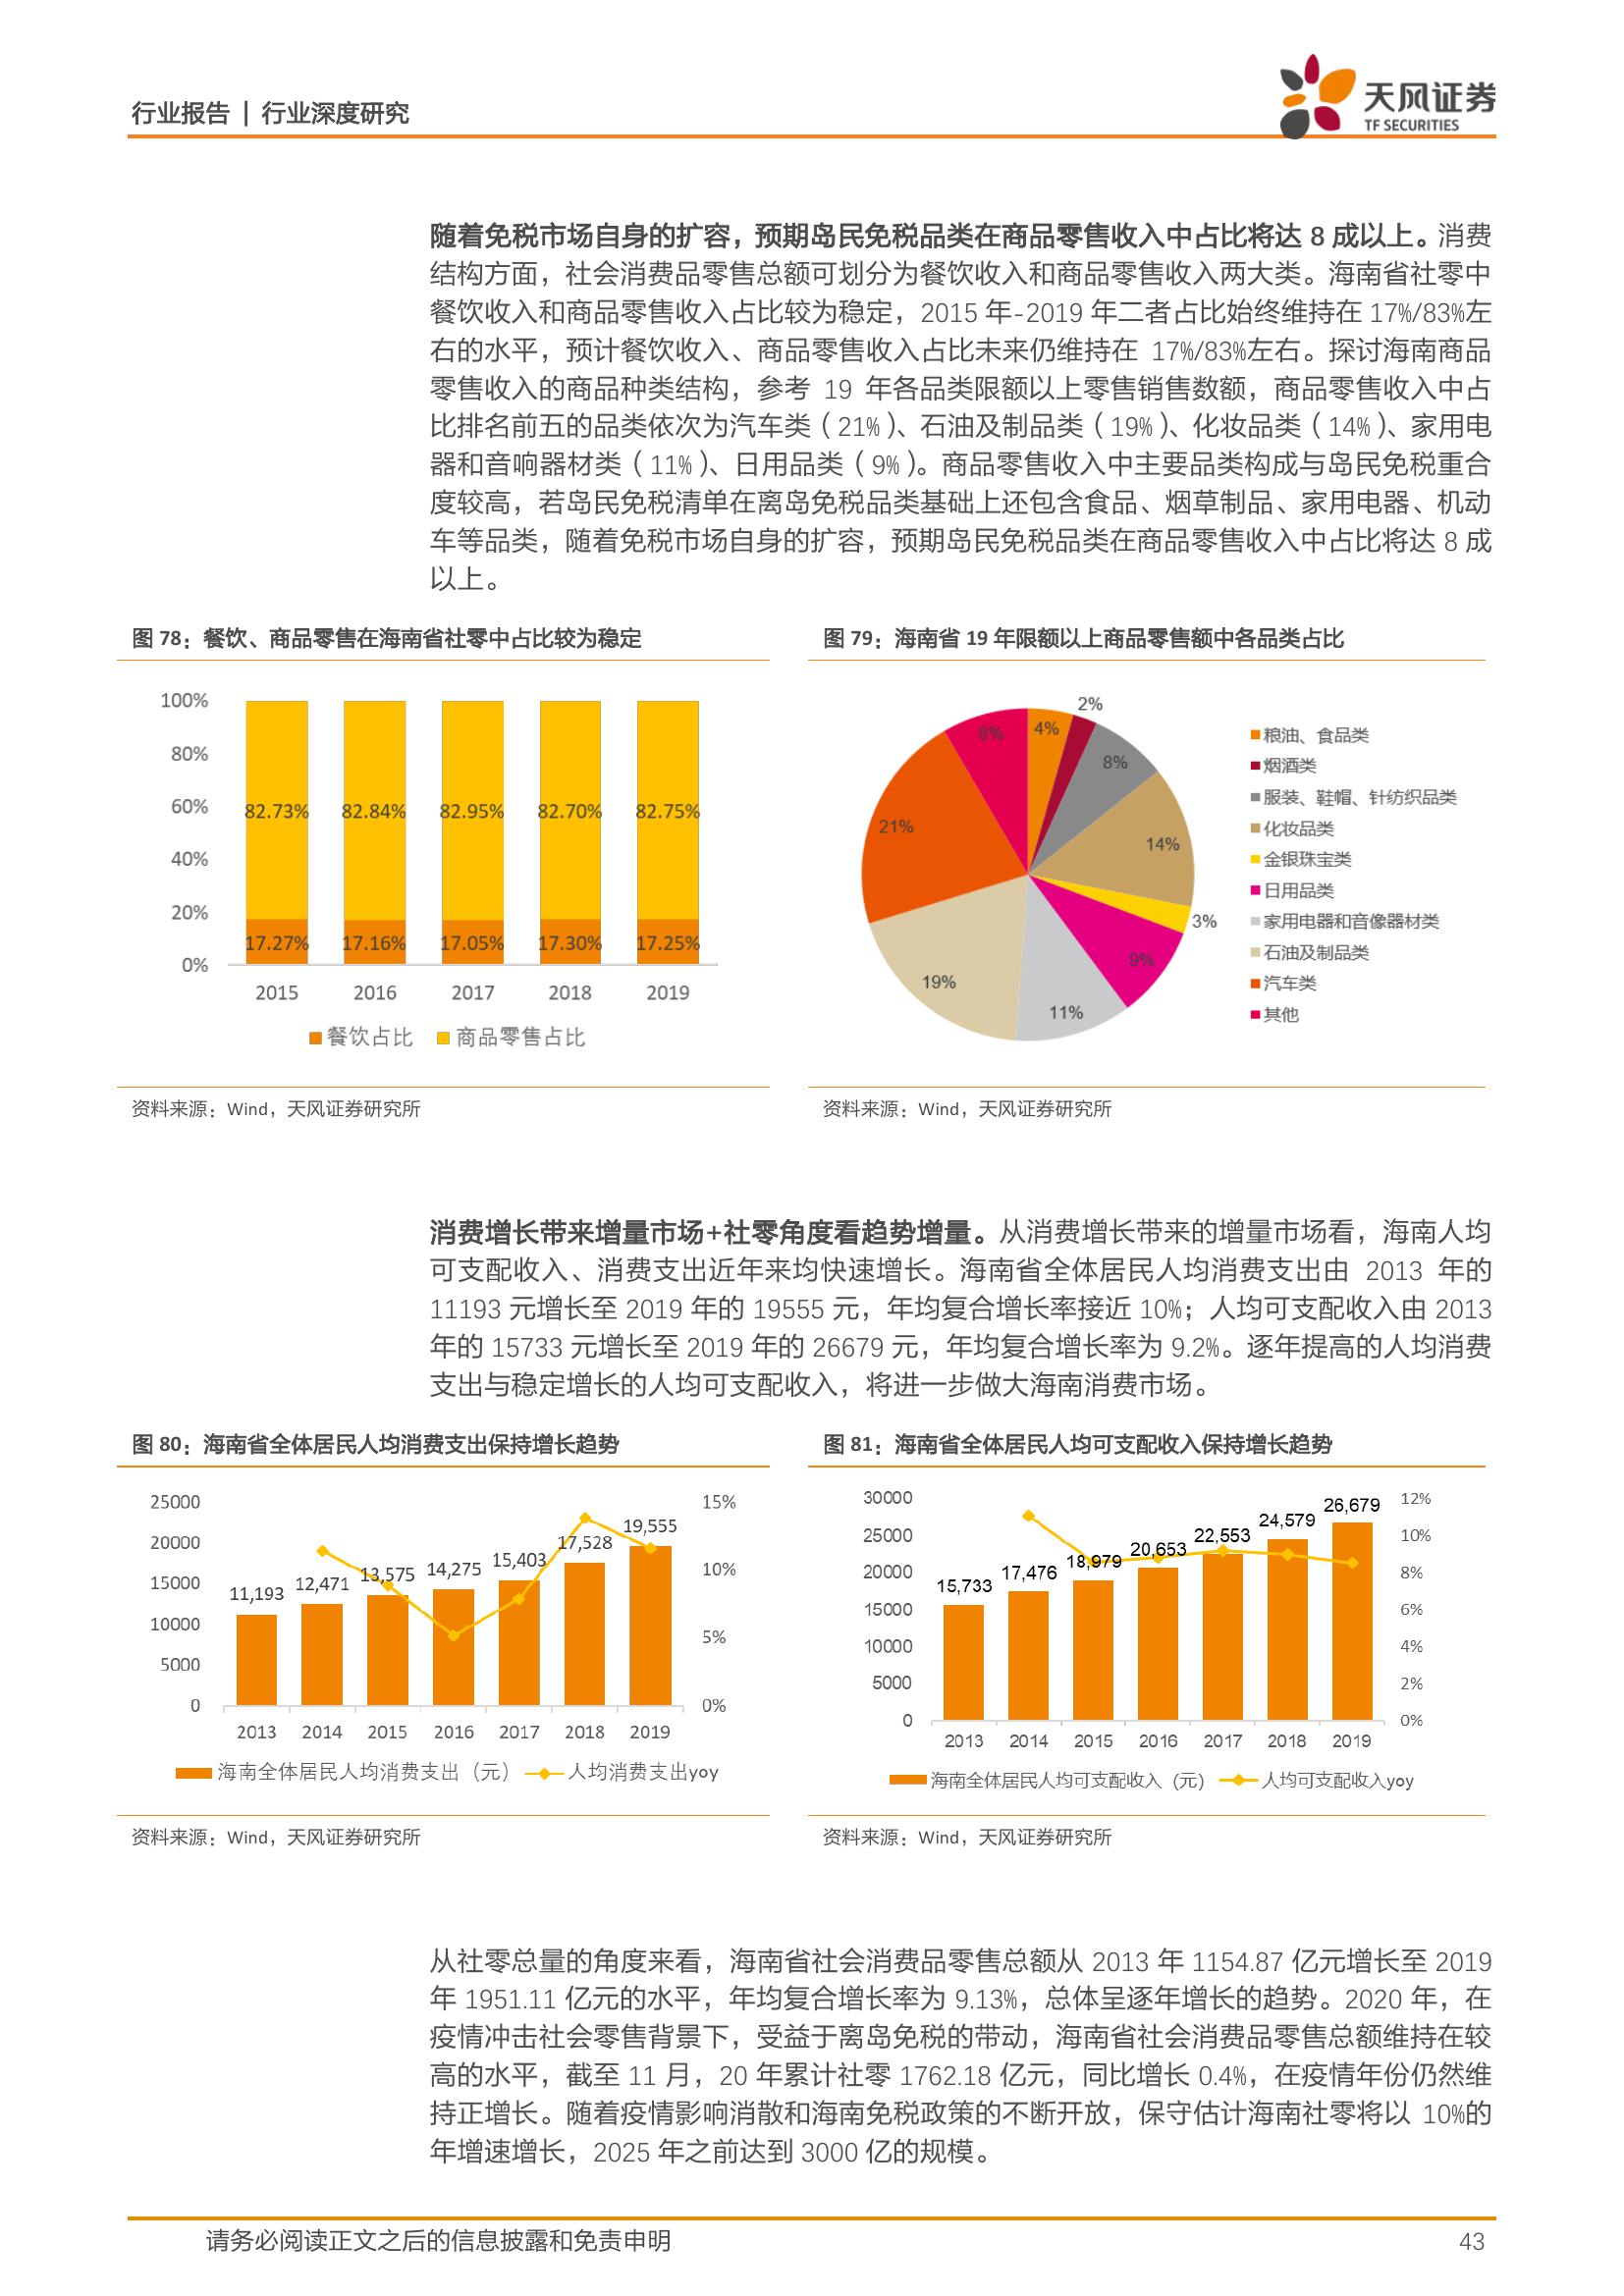 行业报告 | 行业深度研究
天风证券
TF SECURITIES
随着免税市场自身的扩容，预期岛民免税品类在商品零售收入中占比将达 8 成以上。消费
结构方面，社会消费品零售总额可划分为餐饮收入和商品零售收入两大类。海南省社零中
餐饮收入和商品零售收入占比较为稳定，2015 年-2019 年二者占比始终维持在 17%/83%左
右的水平，预计餐饮收入、商品零售收入占比未来仍维持在 17%/83%左右。探讨海南商品
零售收入的商品种类结构，参考 19 年各品类限额以上零售销售数额，商品零售收入中占
比排名前五的品类依次为汽车类（21%）、石油及制品类（19%）、化妆品类（14%）、家用电
器和音响器材类（11%）、日用品类（9%）。商品零售收入中主要品类构成与岛民免税重合
度较高，若岛民免税清单在离岛免税品类基础上还包含食品、烟草制品、家用电器、机动
车等品类，随着免税市场自身的扩容，预期岛民免税品类在商品零售收入中占比将达 8 成
以上。
图 78：餐饮、商品零售在海南省社零中占比较为稳定
100%
80%
60%
40%
20%
0%
82.73% 82.84% 82.95% 82.70% 82.75%
17.27% 17.16% 17.05% 17.30% 17.25%
2015 2016 2017 2018 2019
餐饮占比 商品零售占比
资料来源：Wind，天风证券研究所
图 79：海南省 19 年限额以上商品零售额中各品类占比
4%
2%
8%
14%
3%
9%
11%
19%
21%
8%
粮油、食品类
烟酒类
服装、鞋帽、针纺织品类
化妆品类
金银珠宝类
日用品类
家用电器和音像器材类
石油及制品类
汽车类
其他
资料来源：Wind，天风证券研究所
消费增长带来增量市场+社零角度看趋势增量。从消费增长带来的增量市场看，海南人均
可支配收入、消费支出近年来均快速增长。海南省全体居民人均消费支出由 2013 年的
11193 元增长至 2019 年的 19555 元，年均复合增长率接近 10%；人均可支配收入由 2013
年的 15733 元增长至 2019 年的 26679 元，年均复合增长率为 9.2%。逐年提高的人均消费
支出与稳定增长的人均可支配收入，将进一步做大海南消费市场。
图 80：海南省全体居民人均消费支出保持增长趋势
25000
20000
15000
10000
5000
0
11,193 12,471 13,575 14,275 15,403 17,528 19,555
15%
10%
5%
0%
2013 2014 2015 2016 2017 2018 2019
海南全体居民人均消费支出（元） 人均消费支出yoy
资料来源：Wind，天风证券研究所
图 81：海南省全体居民人均可支配收入保持增长趋势
30000
25000
20000
15000
10000
5000
0
15,733 17,476 18,979 20,653 22,553 24,579 26,679
12%
10%
8%
6%
4%
2%
0%
2013 2014 2015 2016 2017 2018 2019
海南全体居民人均可支配收入（元） 人均可支配收入yoy
资料来源：Wind，天风证券研究所
从社零总量的角度来看，海南省社会消费品零售总额从 2013 年 1154.87 亿元增长至 2019
年 1951.11 亿元的水平，年均复合增长率为 9.13%，总体呈逐年增长的趋势。2020 年，在
疫情冲击社会零售背景下，受益于离岛免税的带动，海南省社会消费品零售总额维持在较
高的水平，截至 11 月，20 年累计社零 1762.18 亿元，同比增长 0.4%，在疫情年份仍然维
持正增长。随着疫情影响消散和海南免税政策的不断开放，保守估计海南社零将以 10%的
年增速增长，2025 年之前达到 3000 亿的规模。
请务必阅读正文之后的信息披露和免责申明
43